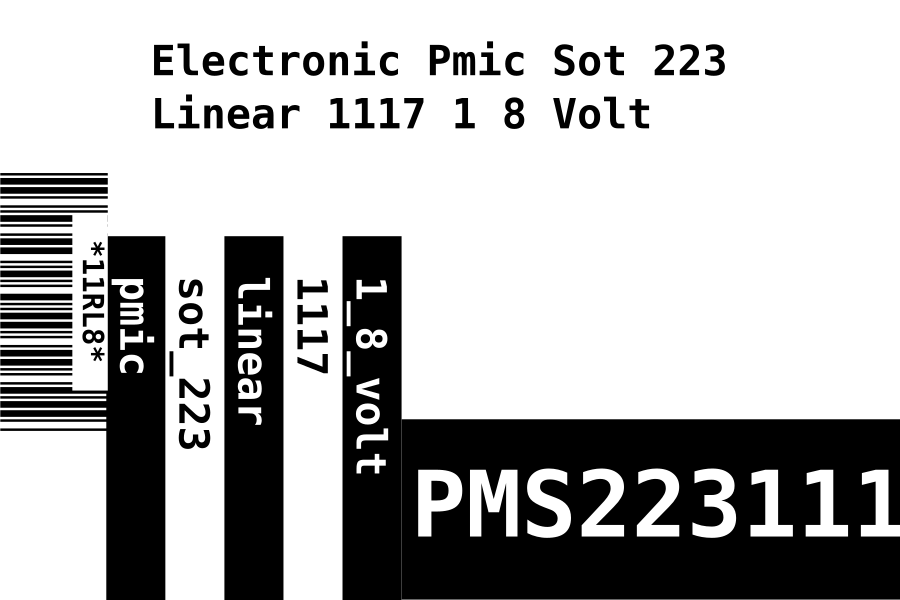 Electronic Pmic Sot 223
Linear 1117 1 8 Volt
*11RL8*
pmic
sot_223
linear
1117
1_8_volt
PMS223111